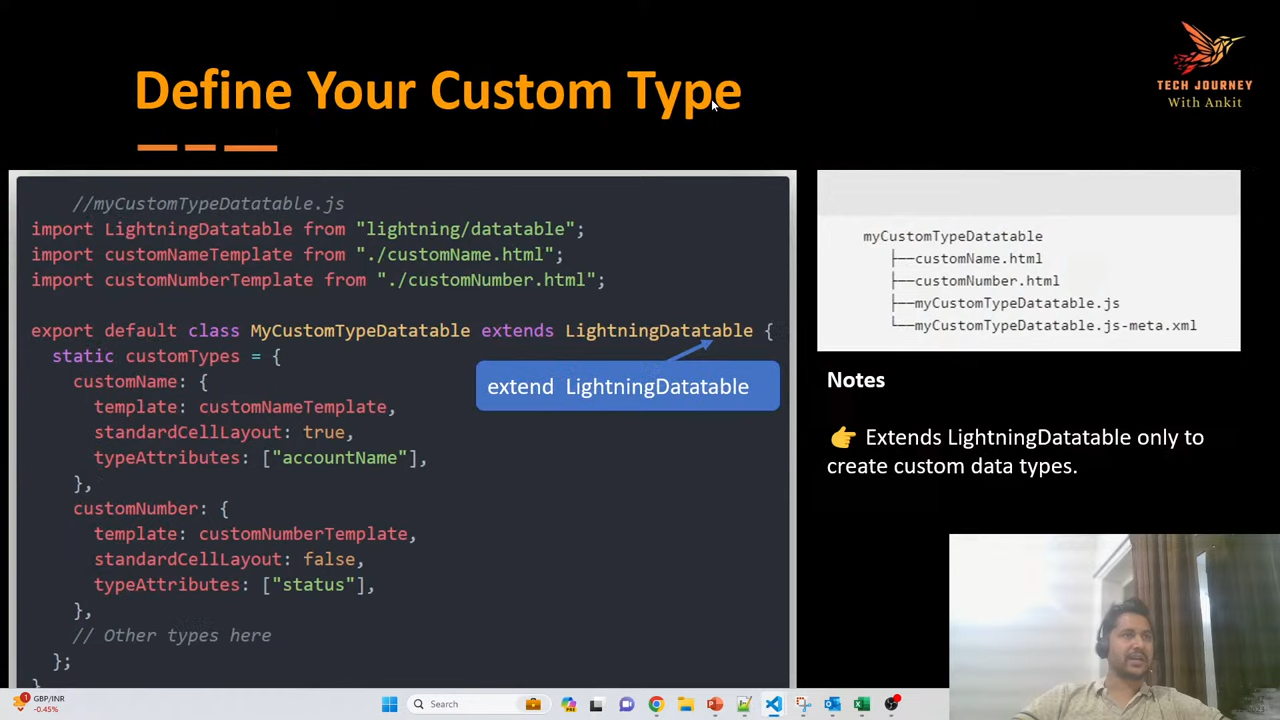 Define Your Custom Type
TECH JOURNEY
With Ankit
//myCustomTypeDatatable.js
import LightningDatatable from "lightning/datatable";
import customNameTemplate from "./customName.html";
import customNumberTemplate from "./customNumber.html";
export default class MyCustomTypeDatatable extends LightningDatatable {
static customTypes = {
customName: {
template: customNameTemplate,
standardCellLayout: true,
typeAttributes: ["accountName"],
},
customNumber: {
template: customNumberTemplate,
standardCellLayout: false,
typeAttributes: ["status"],
},
// Other types here
};
}
extend LightningDatatable
myCustomTypeDatatable
├──customName.html
├──customNumber.html
├──myCustomTypeDatatable.js
└──myCustomTypeDatatable.js-meta.xml
Notes
👉 Extends LightningDatatable only to
create custom data types.
1
GBP/INR
-0.45%
Search